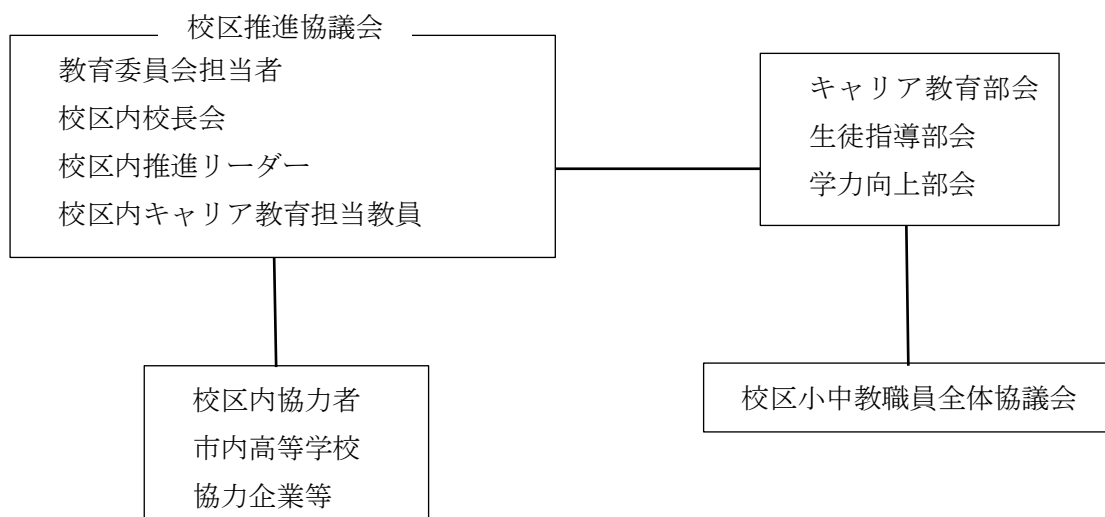 校区推進協議会
教育委員会担当者
校区内校長会
校区内推進リーダー
校区内キャリア教育担当教員
キャリア教育部会
生徒指導部会
学力向上部会
校区内協力者
市内高等学校
協力企業等
校区小中教職員全体協議会